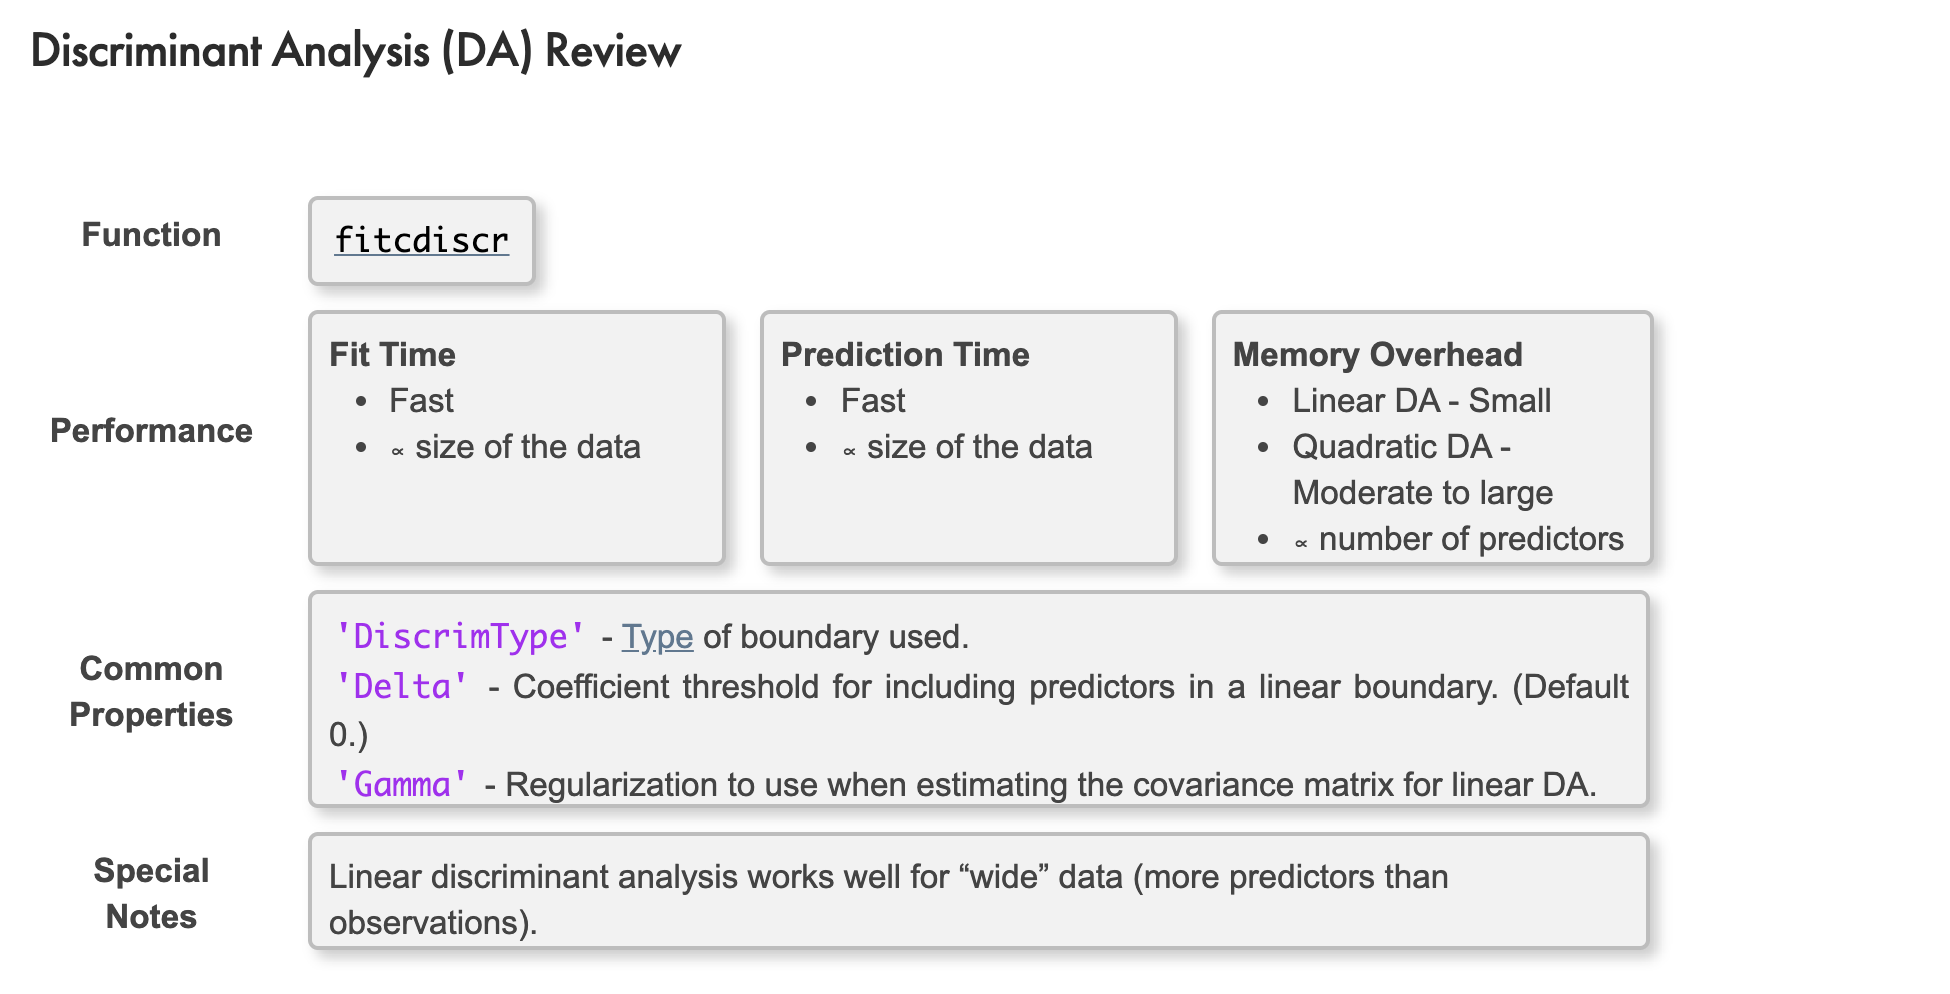 Discriminant Analysis (DA) Review
Function
fitcdiscr
Performance
Fit Time
• Fast
• ∝ size of the data
Prediction Time
• Fast
• ∝ size of the data
Memory Overhead
• Linear DA - Small
• Quadratic DA -
Moderate to large
• ∝ number of predictors
Common
Properties
'DiscrimType' - Type of boundary used.
'Delta' - Coefficient threshold for including predictors in a linear boundary. (Default
0.)
'Gamma' - Regularization to use when estimating the covariance matrix for linear DA.
Special
Notes
Linear discriminant analysis works well for “wide” data (more predictors than
observations).